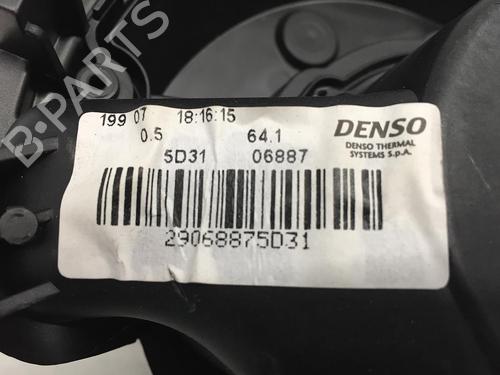 B-PARTS
199 07 18:16:15
0.5 64.1
5D31 06887
DENSO
DENSO THERMAL
SYSTEMS S.p.A.
29068875D31